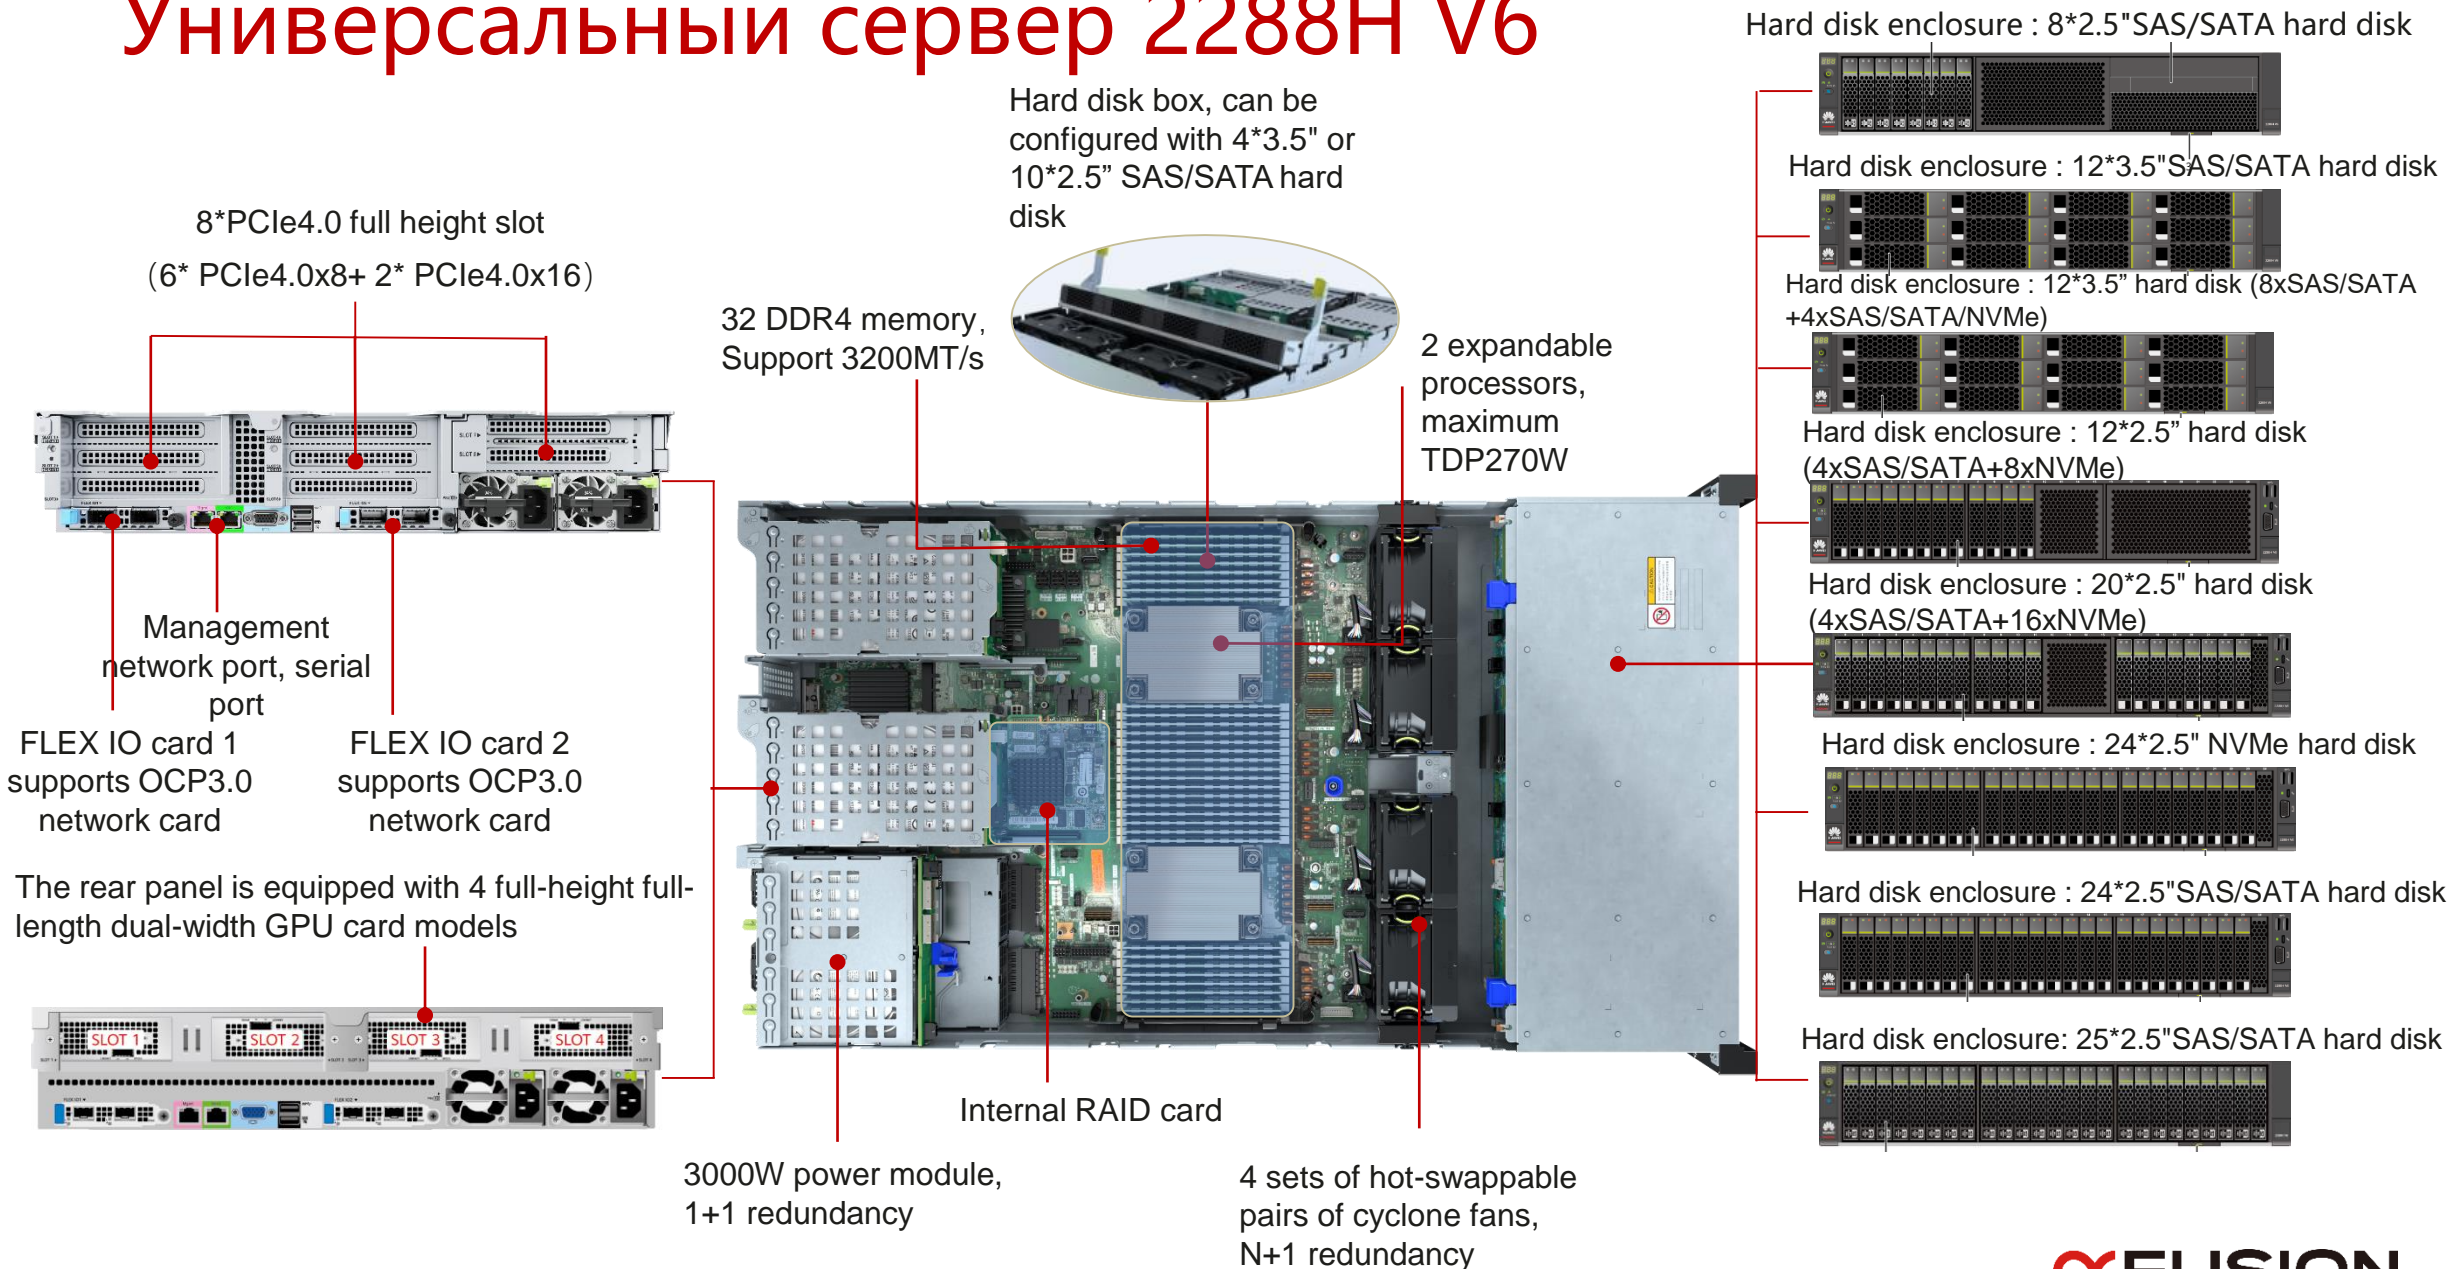 Универсальный сервер 2288H V6
Hard disk box, can be
configured with 4*3.5" or
10*2.5” SAS/SATA hard
disk
8*PCIe4.0 full height slot
（6* PCIe4.0x8+ 2* PCIe4.0x16）
32 DDR4 memory,
Support 3200MT/s
2 expandable
processors,
maximum
TDP270W
Management
network port, serial
port
FLEX IO card 1
supports OCP3.0
network card
FLEX IO card 2
supports OCP3.0
network card
The rear panel is equipped with 4 full-height full-
length dual-width GPU card models
SLOT 1
SLOT 2
SLOT 3
SLOT 4
Internal RAID card
3000W power module,
1+1 redundancy
4 sets of hot-swappable
pairs of cyclone fans,
N+1 redundancy
Hard disk enclosure : 8*2.5"SAS/SATA hard disk
Hard disk enclosure : 12*3.5"SAS/SATA hard disk
Hard disk enclosure : 12*3.5” hard disk (8xSAS/SATA
+4xSAS/SATA/NVMe)
Hard disk enclosure : 12*2.5” hard disk
(4xSAS/SATA+8xNVMe)
Hard disk enclosure : 20*2.5" hard disk
(4xSAS/SATA+16xNVMe)
Hard disk enclosure : 24*2.5" NVMe hard disk
Hard disk enclosure : 24*2.5"SAS/SATA hard disk
Hard disk enclosure: 25*2.5"SAS/SATA hard disk
FUSION